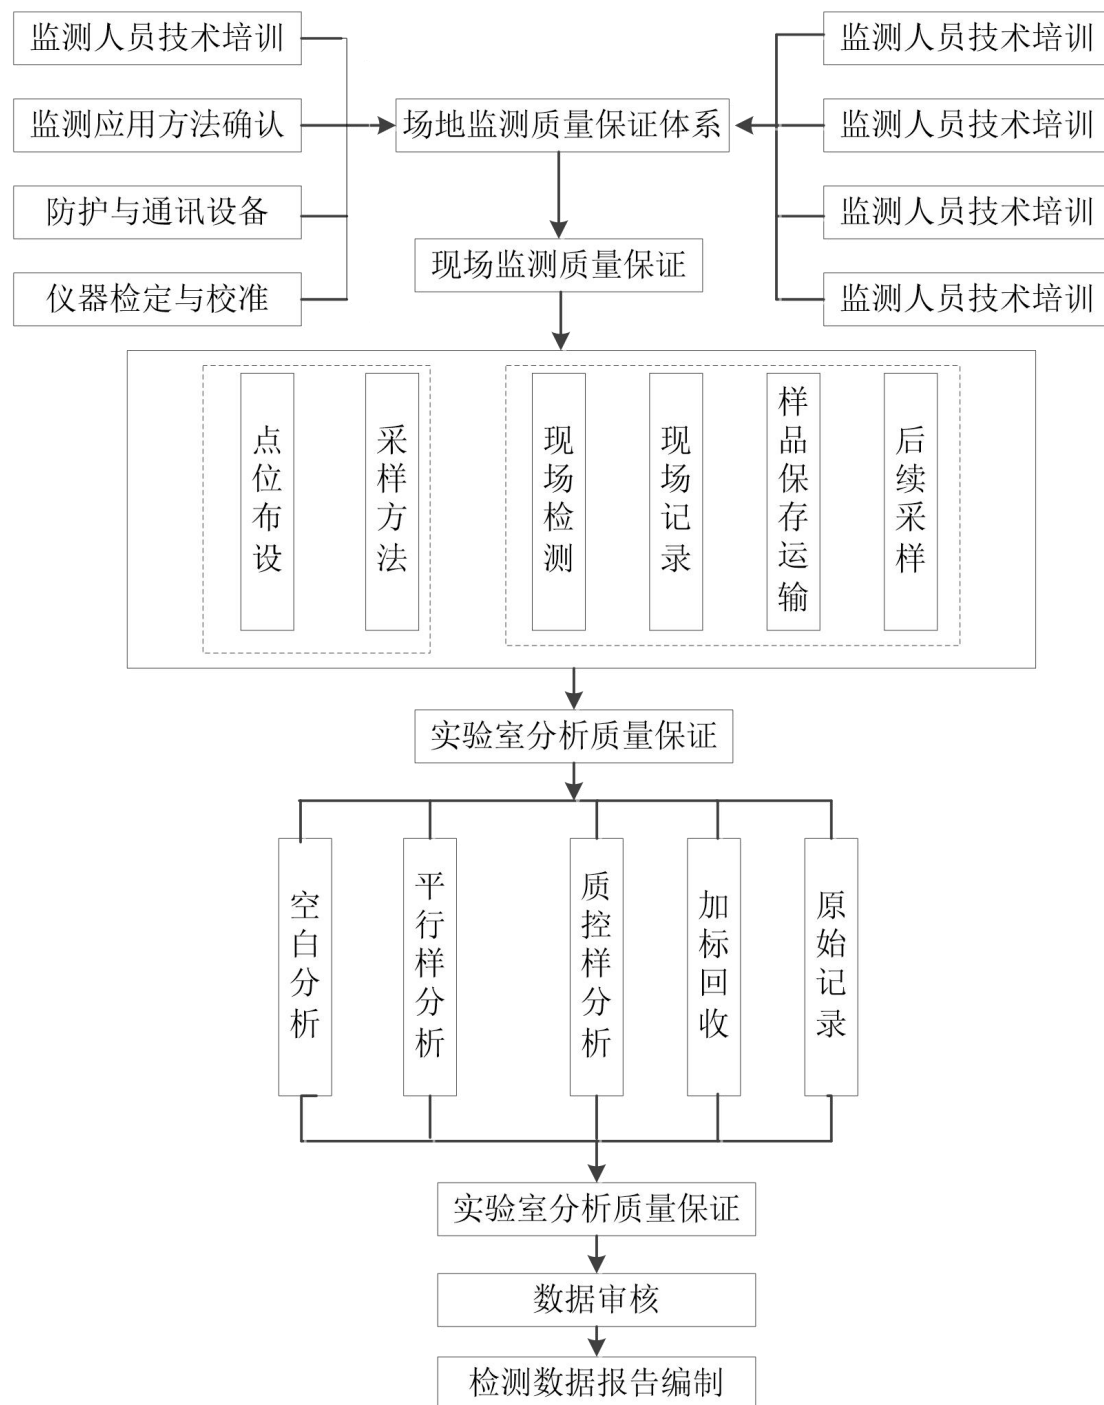 监测人员技术培训
监测应用方法确认
防护与通讯设备
仪器检定与校准
场地监测质量保证体系
监测人员技术培训
监测人员技术培训
监测人员技术培训
监测人员技术培训
现场监测质量保证
点位布设
采样方法
现场检测
现场记录
样品保存运输
后续采样
实验室分析质量保证
空白分析
平行样分析
质控样分析
加标回收
原始记录
实验室分析质量保证
数据审核
检测数据报告编制